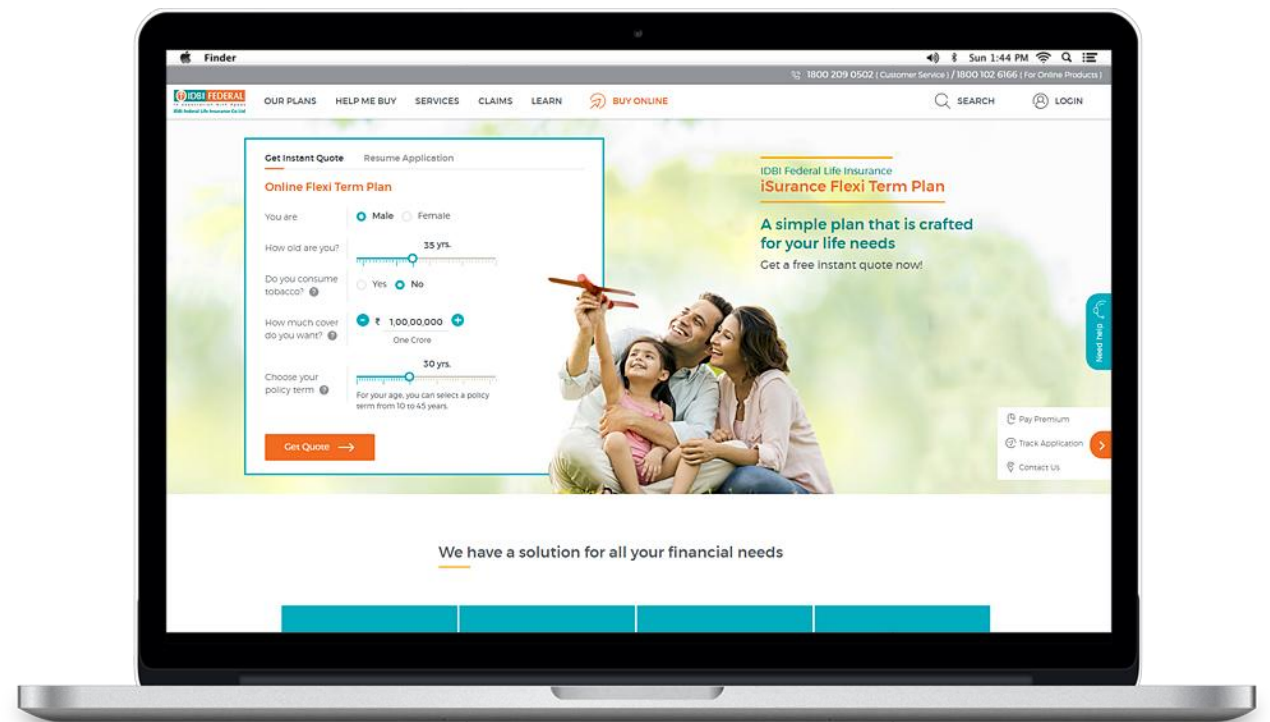 Finder
Sun 1:44 PM
1800 209 0502 ( Customer Service ) / 1800 102 6166 ( For Online Products )
IDBI FEDERAL
IDBI Federal Life Insurance Co Ltd
OUR PLANS HELP ME BUY SERVICES CLAIMS LEARN BUY ONLINE SEARCH LOGIN
Get Instant Quote Resume Application
Online Flexi Term Plan
You are Male Female
How old are you? 35 yrs.
Do you consume
tobacco? ? Yes No
How much cover
do you want? ? - ₹ 1,00,00,000 +
One Crore
30 yrs.
Choose your
policy term ?
For your age, you can select a policy
term from 10 to 45 years.
Get Quote →
IDBI Federal Life Insurance
iSurance Flexi Term Plan
A simple plan that is crafted
for your life needs
Get a free instant quote now!
Need help
Pay Premium
Track Application
Contact Us
We have a solution for all your financial needs